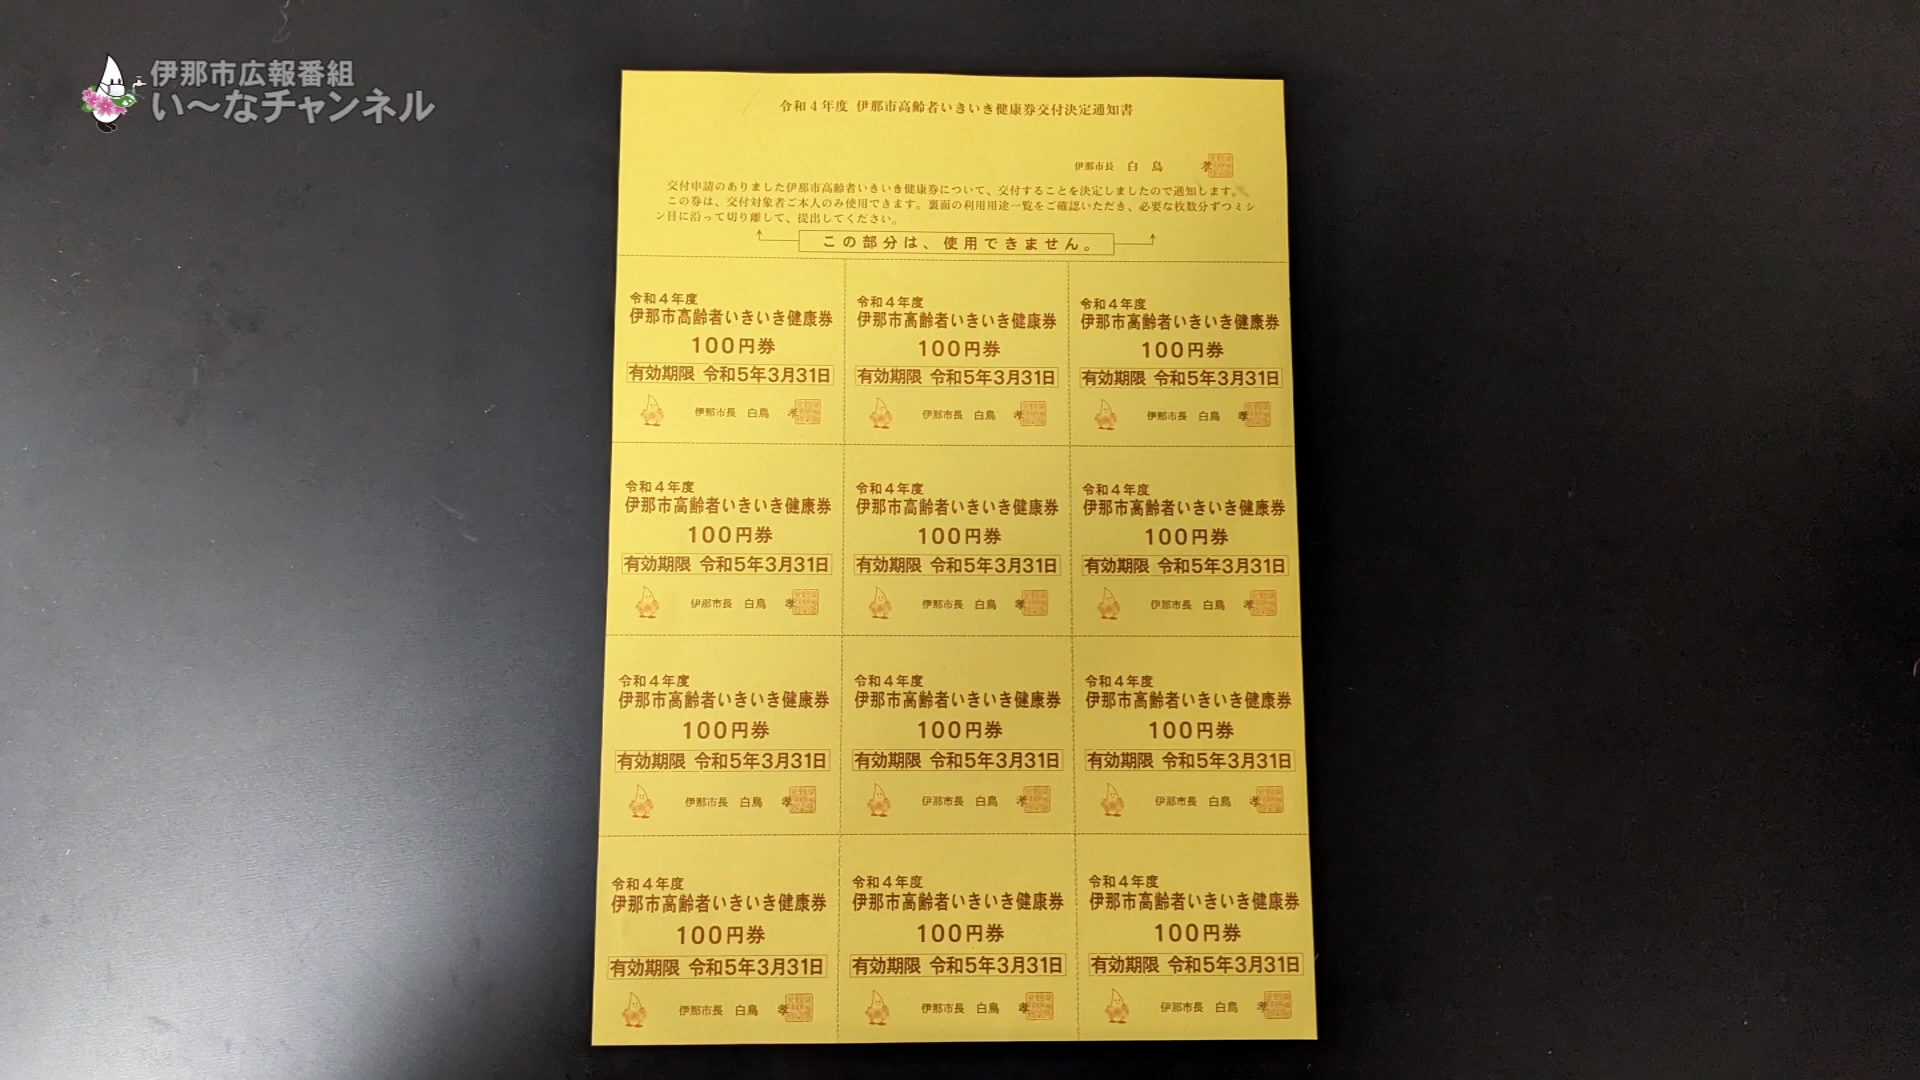 伊那市広報番組
い〜なチャンネル
令和４年度 伊那市高齢者いきいき健康券交付決定通知書
伊那市長 白鳥 孝
交付申請のありました伊那市高齢者いきいき健康券について、交付することを決定しましたので通知します。
この券は、交付対象者ご本人のみ使用できます。裏面の利用用途一覧をご確認いただき、必要な枚数分ずつミシ
ン目に沿って切り離して、提出してください。
この部分は、使用できません。
令和４年度 令和４年度 令和４年度
伊那市高齢者いきいき健康券 伊那市高齢者いきいき健康券 伊那市高齢者いきいき健康券
100円券 100円券 100円券
有効期限 令和5年3月31日 有効期限 令和5年3月31日 有効期限 令和5年3月31日
伊那市長 白鳥 孝 伊那市長 白鳥 孝 伊那市長 白鳥 孝
令和４年度 令和４年度 令和４年度
伊那市高齢者いきいき健康券 伊那市高齢者いきいき健康券 伊那市高齢者いきいき健康券
100円券 100円券 100円券
有効期限 令和5年3月31日 有効期限 令和5年3月31日 有効期限 令和5年3月31日
伊那市長 白鳥 孝 伊那市長 白鳥 孝 伊那市長 白鳥 孝
令和４年度 令和４年度 令和４年度
伊那市高齢者いきいき健康券 伊那市高齢者いきいき健康券 伊那市高齢者いきいき健康券
100円券 100円券 100円券
有効期限 令和5年3月31日 有効期限 令和5年3月31日 有効期限 令和5年3月31日
伊那市長 白鳥 孝 伊那市長 白鳥 孝 伊那市長 白鳥 孝
令和４年度 令和４年度 令和４年度
伊那市高齢者いきいき健康券 伊那市高齢者いきいき健康券 伊那市高齢者いきいき健康券
100円券 100円券 100円券
有効期限 令和5年3月31日 有効期限 令和5年3月31日 有効期限 令和5年3月31日
伊那市長 白鳥 孝 伊那市長 白鳥 孝 伊那市長 白鳥 孝